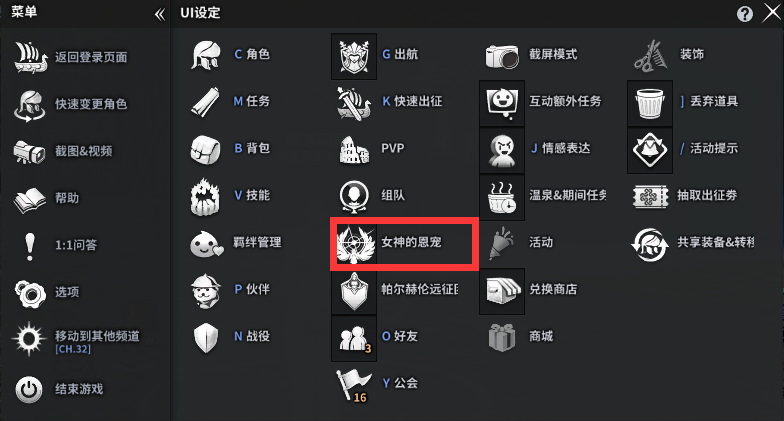 菜单 «
返回登录页面
快速变更角色
截图&视频
帮助
1:1问答
选项
移动到其他频道
[CH.32]
结束游戏
UI设定
C 角色
M 任务
B 背包
V 技能
羁绊管理
P 伙伴
N 战役
G 出航
K 快速出征
PVP
组队
女神的恩宠
帕尔赫伦远征
O 好友
3
Y 公会
16
截屏模式
互动额外任务
J 情感表达
温泉&期间任务
活动
兑换商店
商城
装饰
] 丢弃道具
/ 活动提示
抽取出征券
共享装备&转移